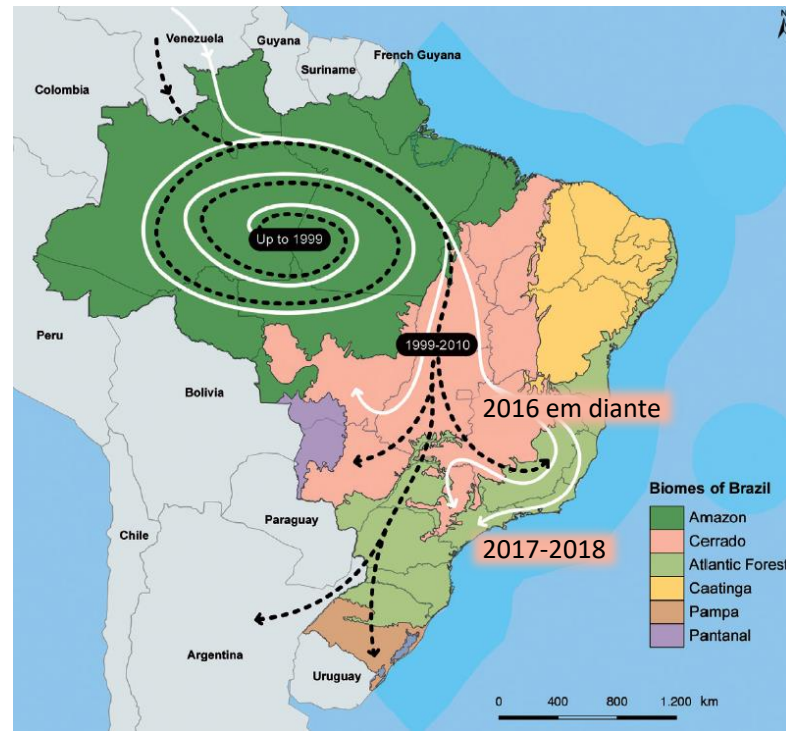 N
Venezuela
Guyana
French Guyana
Suriname
Colombia
Up to 1999
Peru
1999-2010
Bolivia
2016 em diante
Biomes of Brazil
Amazon
Cerrado
Atlantic Forest
Caatinga
Pampa
Pantanal
Paraguay
Chile
2017-2018
Argentina
Uruguay
0 400 800 1.200 km